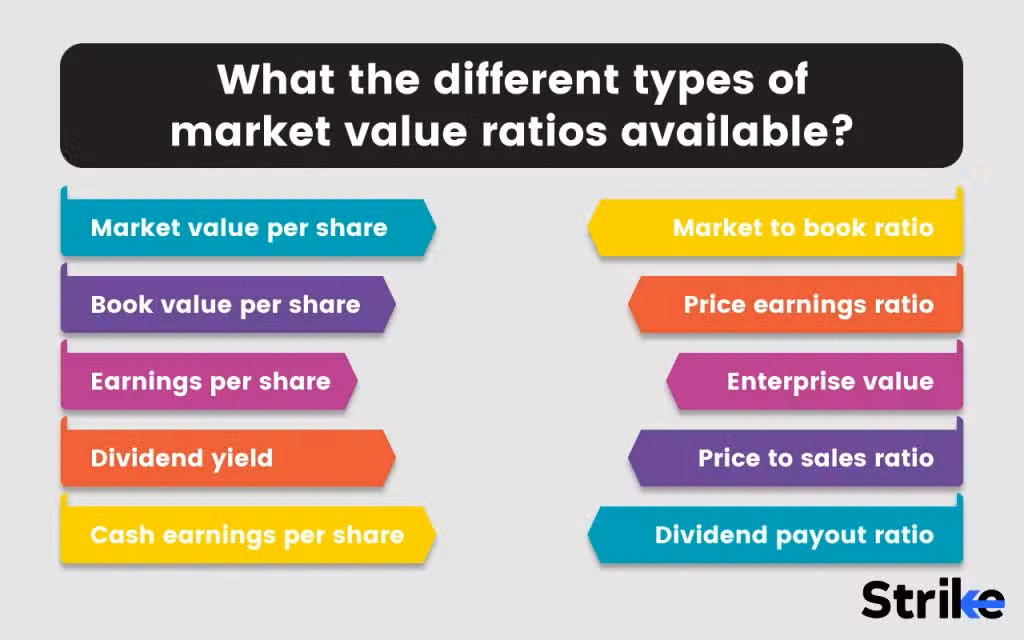 What the different types of
market value ratios available?
Market value per share
Book value per share
Earnings per share
Dividend yield
Cash earnings per share
Market to book ratio
Price earnings ratio
Enterprise value
Price to sales ratio
Dividend payout ratio
Strike